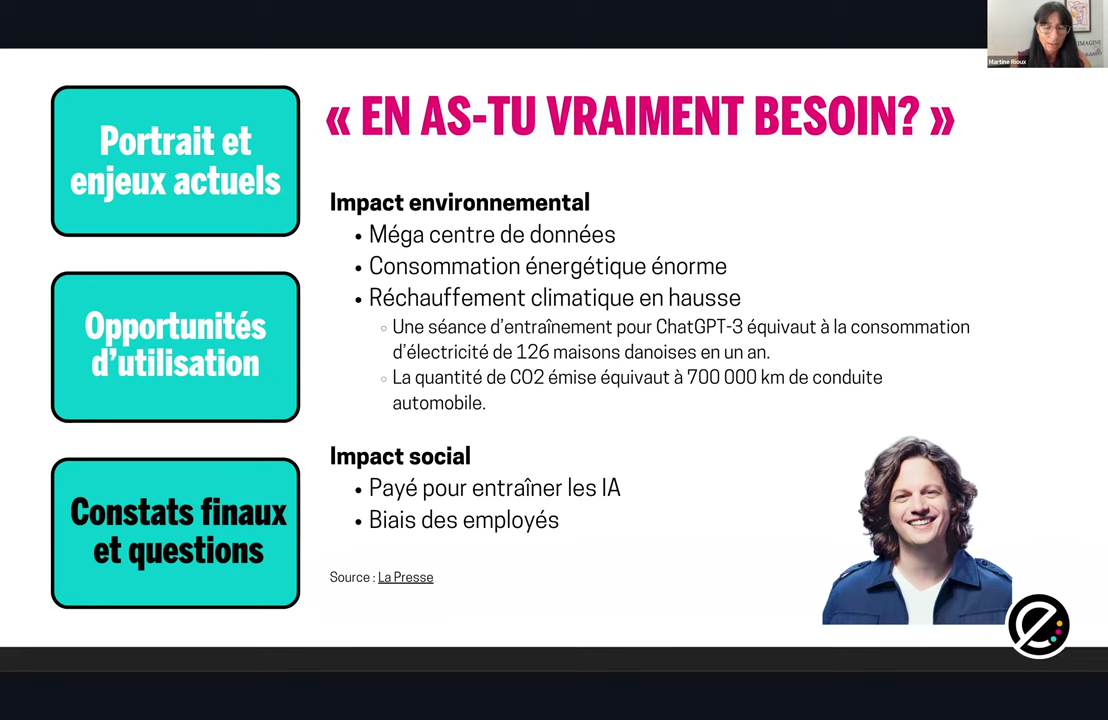 Martine Rioux
IMAGINE
Portrait et
enjeux actuels
Opportunités
d'utilisation
Constats finaux
et questions
« EN AS-TU VRAIMENT BESOIN? »
Impact environnemental
• Méga centre de données
• Consommation énergétique énorme
• Réchauffement climatique en hausse
◦ Une séance d'entraînement pour ChatGPT-3 équivaut à la consommation
d'électricité de 126 maisons danoises en un an.
◦ La quantité de CO2 émise équivaut à 700 000 km de conduite
automobile.
Impact social
• Payé pour entraîner les IA
• Biais des employés
Source : La Presse
e